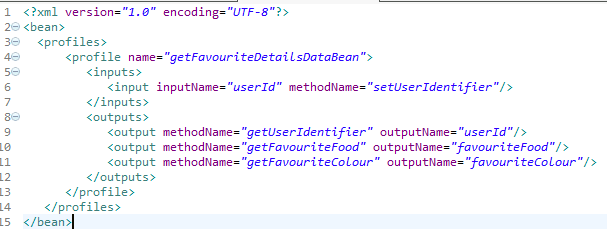 1 <?xml version="1.0" encoding="UTF-8"?>
2 <bean>
3 <profiles>
4 <profile name="getFavouriteDetailsDataBean">
5 <inputs>
6 <input inputName="userId" methodName="setUserIdentifier"/>
7 </inputs>
8 <outputs>
9 <output methodName="getUserIdentifier" outputName="userId"/>
10 <output methodName="getFavouriteFood" outputName="favouriteFood"/>
11 <output methodName="getFavouriteColour" outputName="favouriteColour"/>
12 </outputs>
13 </profile>
14 </profiles>
15 </bean>